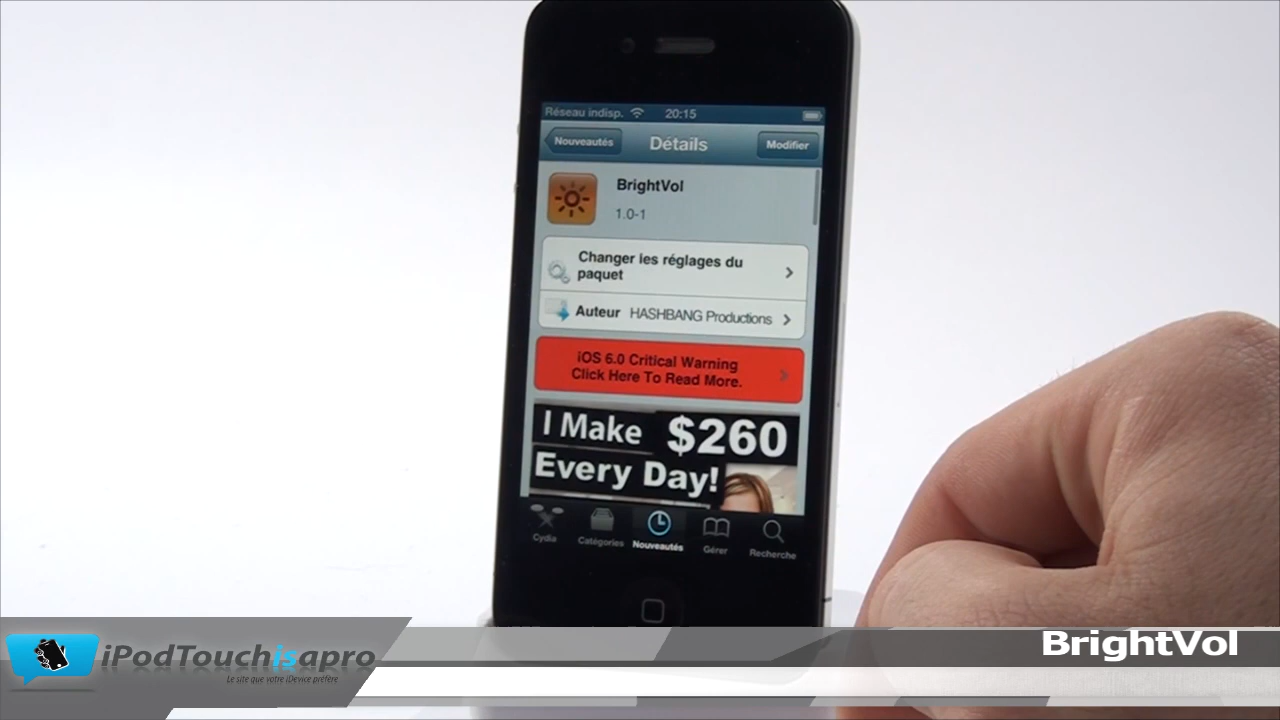 Réseau indisp. 20:15
Nouveautés Détails Modifier
BrightVol
1.0-1
Changer les réglages du
paquet
Auteur HASHBANG Productions
iOS 6.0 Critical Warning
Click Here To Read More.
I Make $260
Every Day!
Cydia Catégories Nouveautés Gérer Recherche
iPodTouchisapro
Le site que votre iDevice préfère
BrightVol